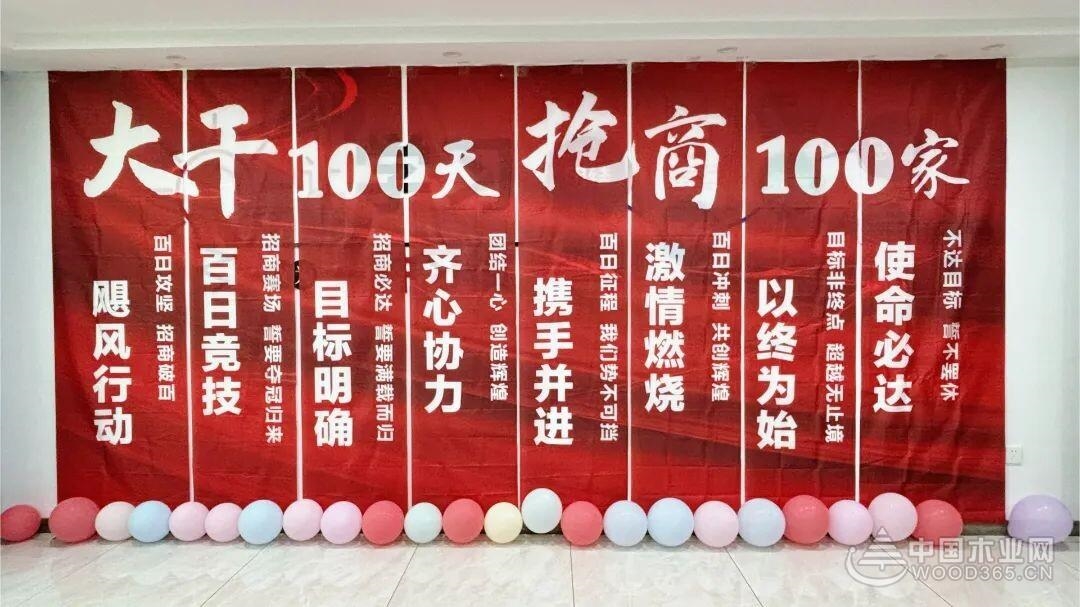 大干100天 抢商100家
飓风行动
百日攻坚 招商破百
百日竞技
招商赛场 誓要夺冠归来
目标明确
招商必达 誓要满载而归
齐心协力
团结一心 创造辉煌
携手并进
百日征程 我们势不可挡
激情燃烧
百日冲刺 共创辉煌
以终为始
目标非终点 超越无止境
使命必达
不达目标 誓不罢休
中国木业网
WOOD365.CN